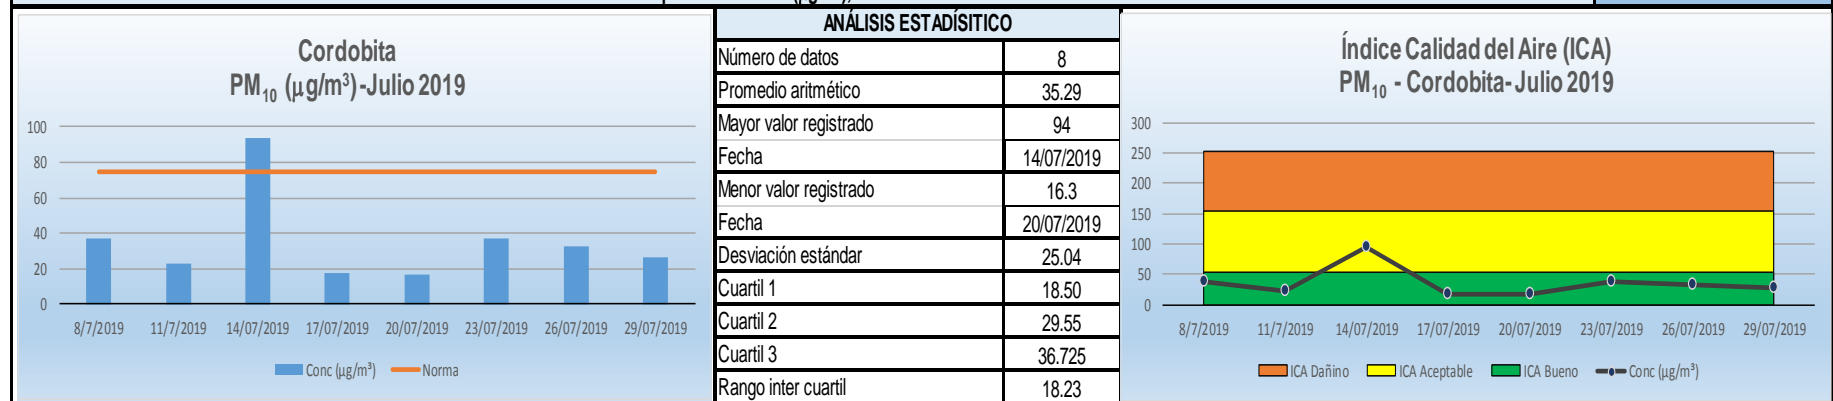 Cordobita
PM₁₀ (µg/m³)-Julio 2019
100
80
60
40
20
0
8/7/2019 11/7/2019 14/07/2019 17/07/2019 20/07/2019 23/07/2019 26/07/2019 29/07/2019
Conc (µg/m³) Norma
ANÁLISIS ESTADÍSITICO
Número de datos 8
Promedio aritmético 35.29
Mayor valor registrado 94
Fecha 14/07/2019
Menor valor registrado 16.3
Fecha 20/07/2019
Desviación estándar 25.04
Cuartil 1 18.50
Cuartil 2 29.55
Cuartil 3 36.725
Rango inter cuartil 18.23
Índice Calidad del Aire (ICA)
PM₁₀ - Cordobita- Julio 2019
300
250
200
150
100
50
0
8/7/2019 11/7/2019 14/07/2019 17/07/2019 20/07/2019 23/07/2019 26/07/2019 29/07/2019
ICA Dañino ICA Aceptable ICA Bueno Conc (µg/m³)